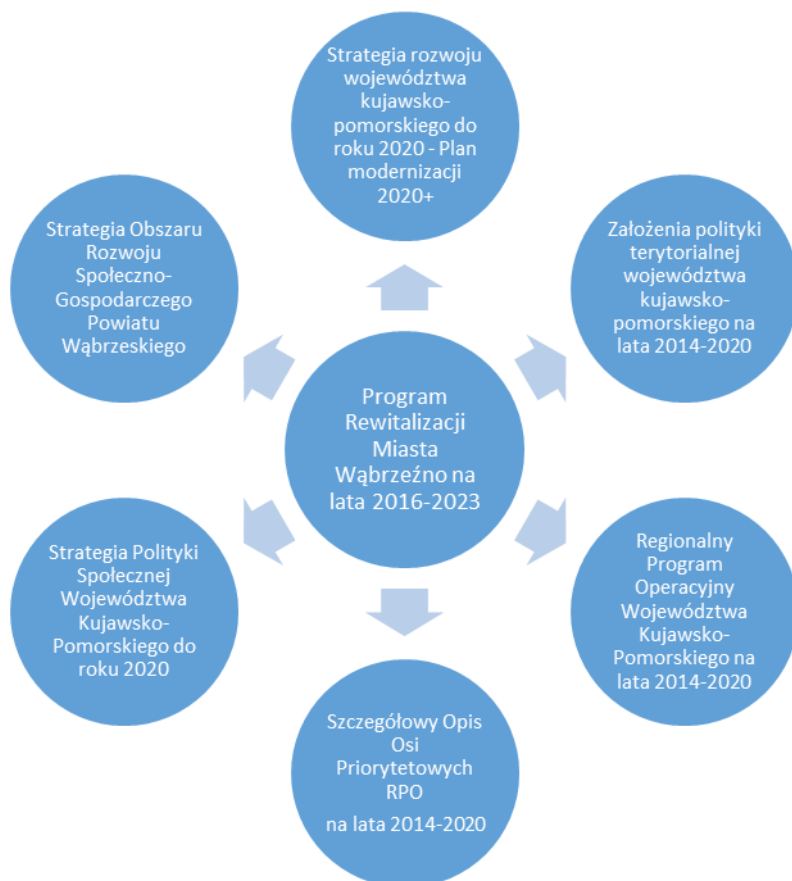 Strategia rozwoju
województwa
kujawsko-
pomorskiego do
roku 2020 - Plan
modernizacji
2020+
Strategia Obszaru
Rozwoju
Społeczno-
Gospodarczego
Powiatu
Wąbrzeskiego
Założenia polityki
terytorialnej
województwa
kujawsko-
pomorskiego na
lata 2014-2020
Program
Rewitalizacji
Miasta
Wąbrzeźno na
lata 2016-2023
Strategia Polityki
Społecznej
Województwa
Kujawsko-
Pomorskiego do
roku 2020
Regionalny
Program
Operacyjny
Województwa
Kujawsko-
Pomorskiego na
lata 2014-2020
Szczegółowy Opis
Osi
Priorytetowych
RPO
na lata 2014-2020